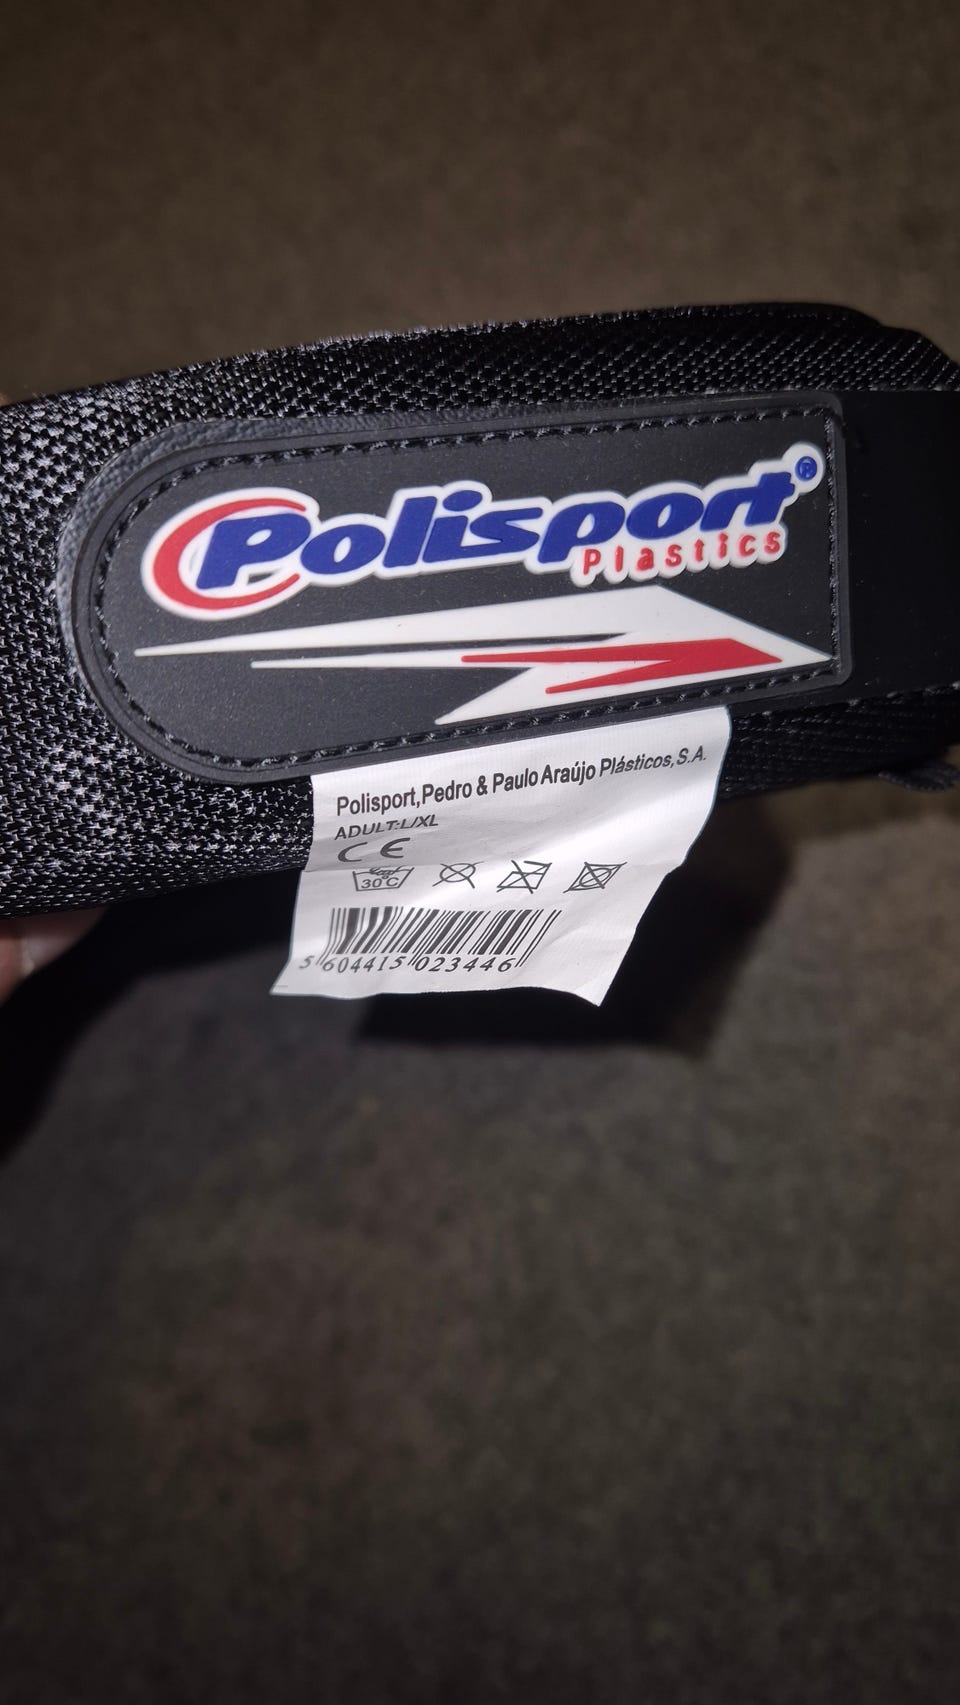 Polisport®
Plastics
Polisport,Pedro & Paulo Araújo Plásticos,S.A.
ADULT:L/XL
CE
30°C
5 604415 023446